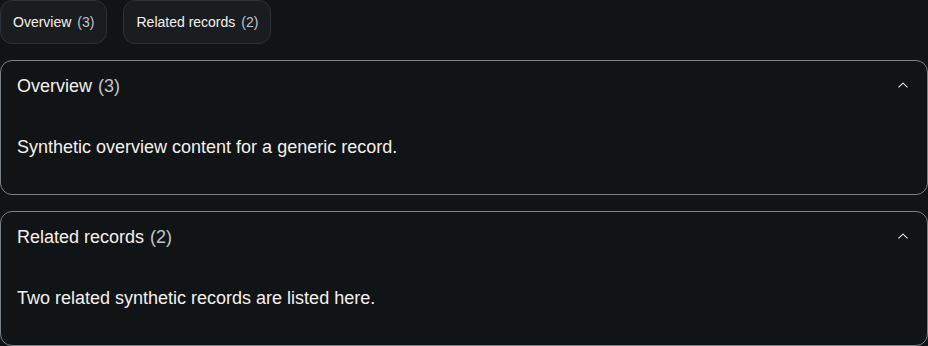 Overview (3)
Related records (2)
Overview (3)
Synthetic overview content for a generic record.
Related records (2)
Two related synthetic records are listed here.